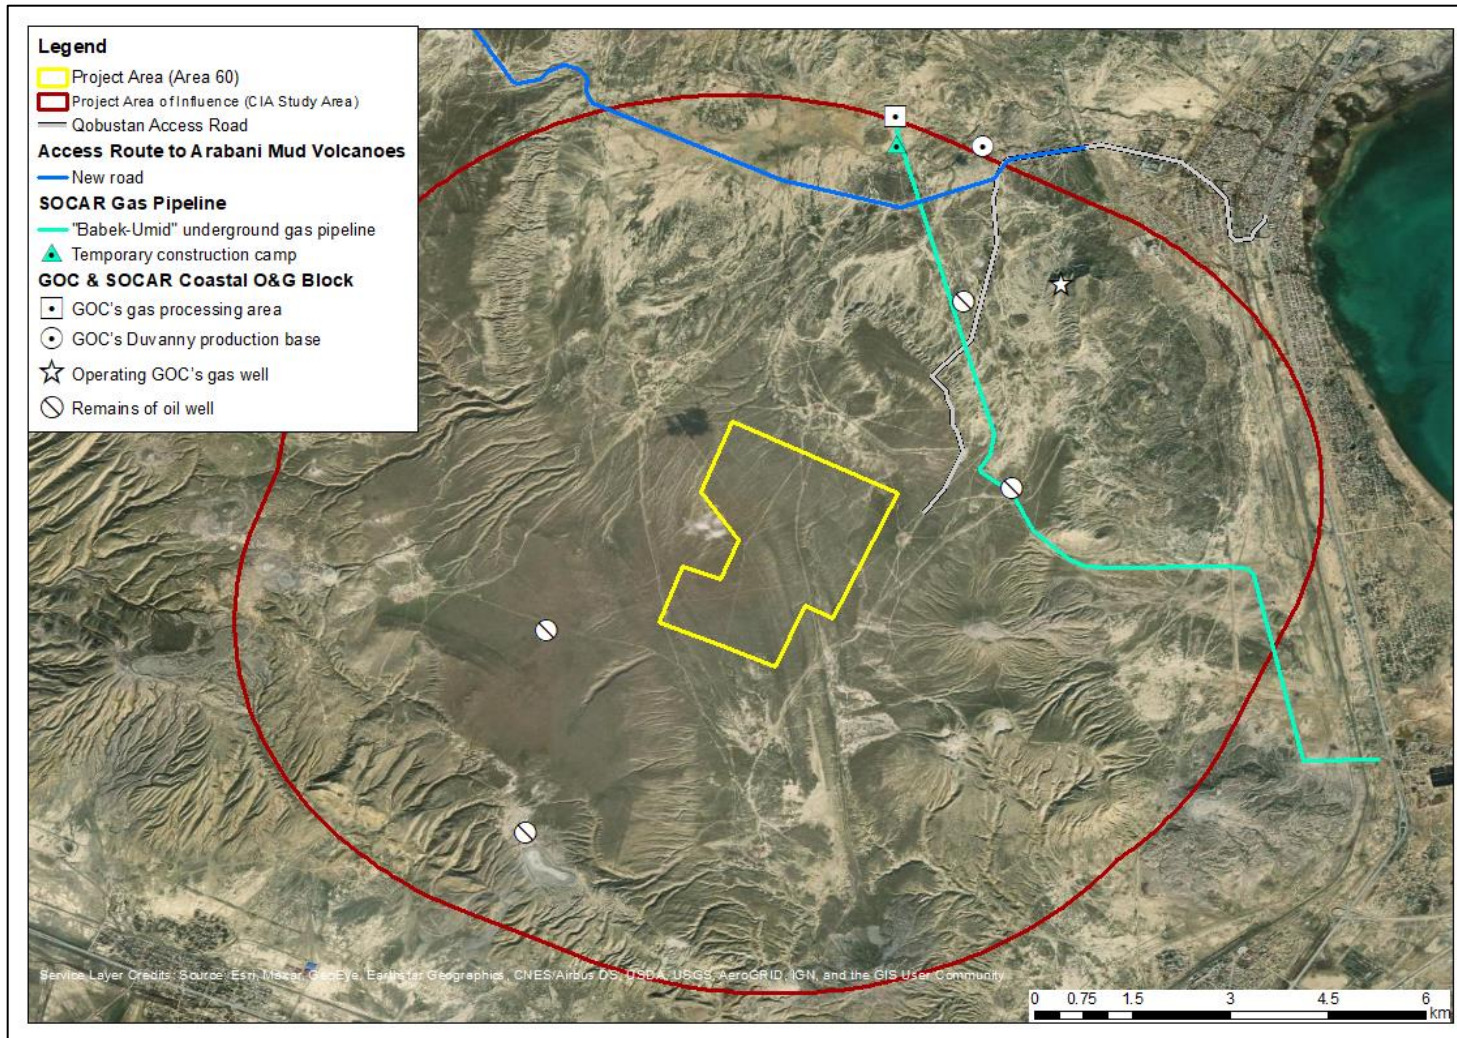 Legend
Project Area (Area 60)
Project Area of Influence (CIA Study Area)
Qobustan Access Road
Access Route to Arabani Mud Volcanoes
New road
SOCAR Gas Pipeline
"Babek-Umid" underground gas pipeline
Temporary construction camp
GOC & SOCAR Coastal O&G Block
GOC's gas processing area
GOC's Duvanny production base
Operating GOC's gas well
Remains of oil well
Service Layer Credits: Source: Esri, Maxar, GeoEye, Earthstar Geographics, CNES/Airbus DS, USDA, USGS, AeroGRID, IGN, and the GIS User Community
0 0.75 1.5 3 4.5 6
km